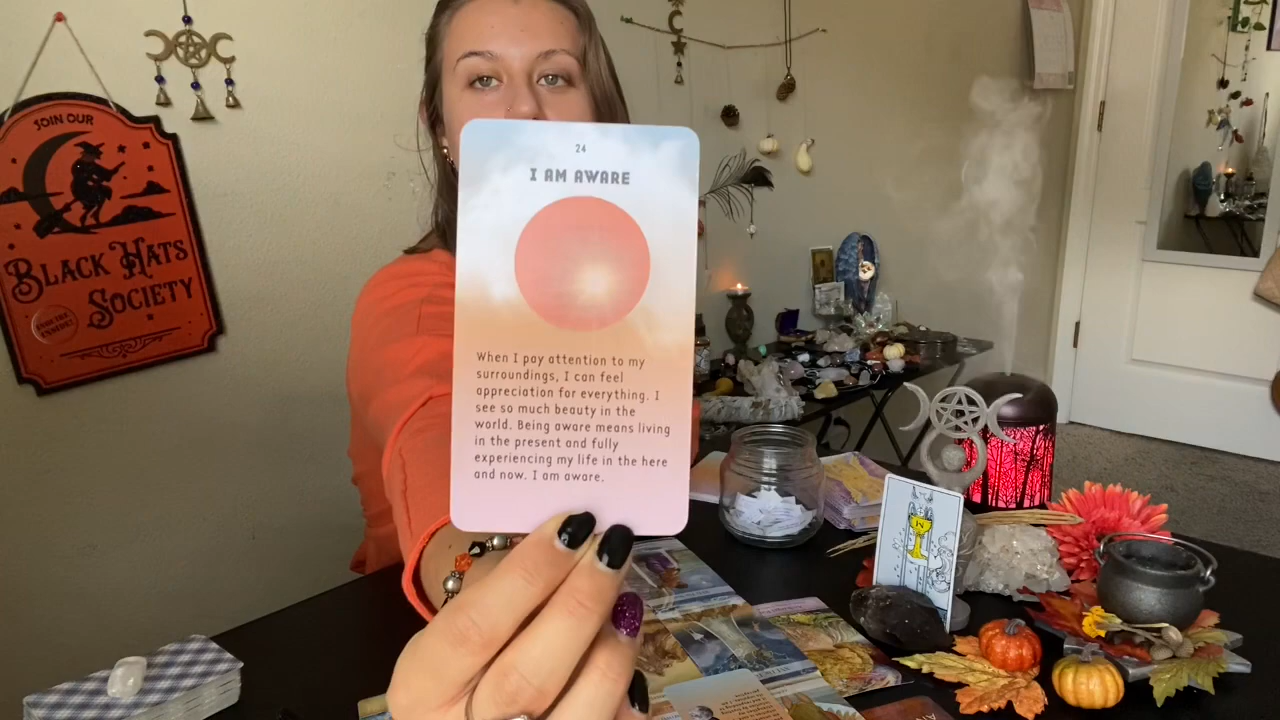 JOIN OUR
BLACK HATS
SOCIETY
24
I AM AWARE
When I pay attention to my
surroundings, I can feel
appreciation for everything. I
see so much beauty in the
world. Being aware means living
in the present and fully
experiencing my life in the here
and now. I am aware.